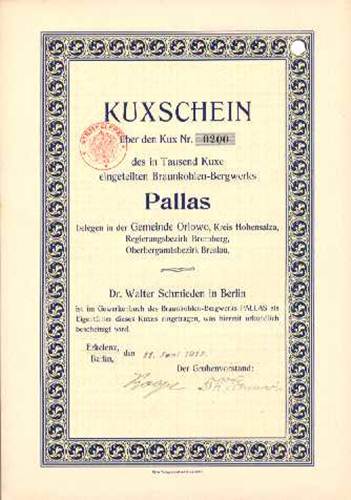 KUXSCHEIN
über den Kux Nr. 0200
des in Tausend Kuxe
eingeteilten Braunkohlen-Bergwerks
Pallas
belegen in der Gemeinde Orlowo, Kreis Hohensalza,
Regierungsbezirk Bromberg,
Oberbergamtsbezirk Breslau.
Dr. Walter Schmieden in Berlin
ist im Gewerkenbuch des Braunkohlen-Bergwerks PALLAS als
Eigentümer dieses Kuxes eingetragen, was hiermit urkundlich
bescheinigt wird.
Erkelenz,
Berlin, den 11. Juni
Der Grubenvorstand: